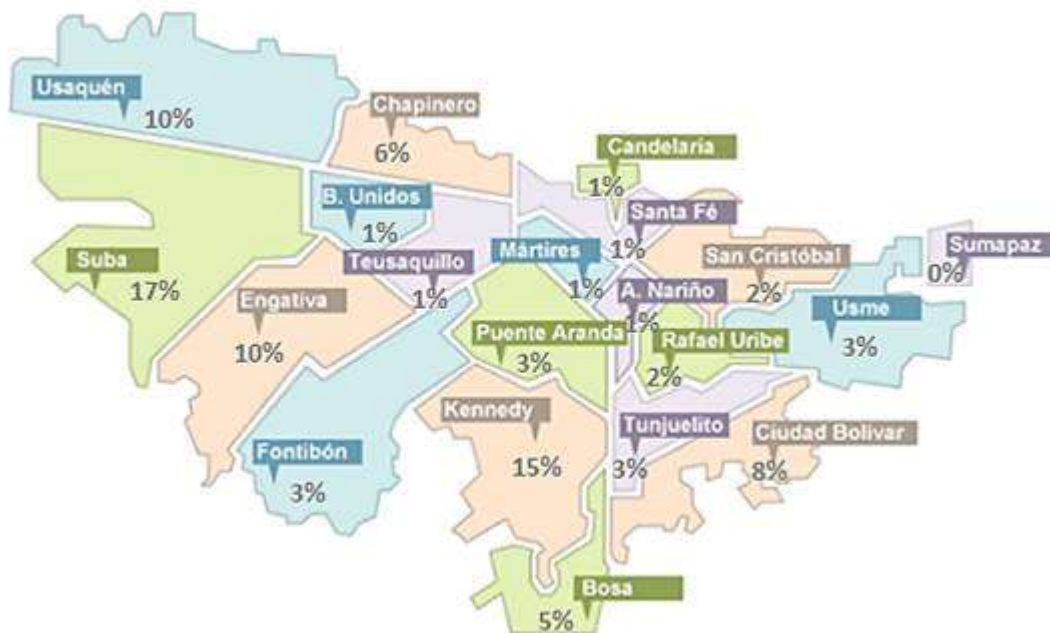 Usaquén
10%
Chapinero
6%
Candelaria
1%
B. Unidos
1%
Santa Fé
1%
Suba
17%
Teusaquillo
1%
Mártires
1%
San Cristóbal
2%
Sumapaz
0%
Engativa
10%
A. Nariño
1%
Usme
3%
Puente Aranda
3%
Rafael Uribe
2%
Kennedy
15%
Tunjuelito
3%
Ciudad Bolivar
8%
Fontibón
3%
Bosa
5%